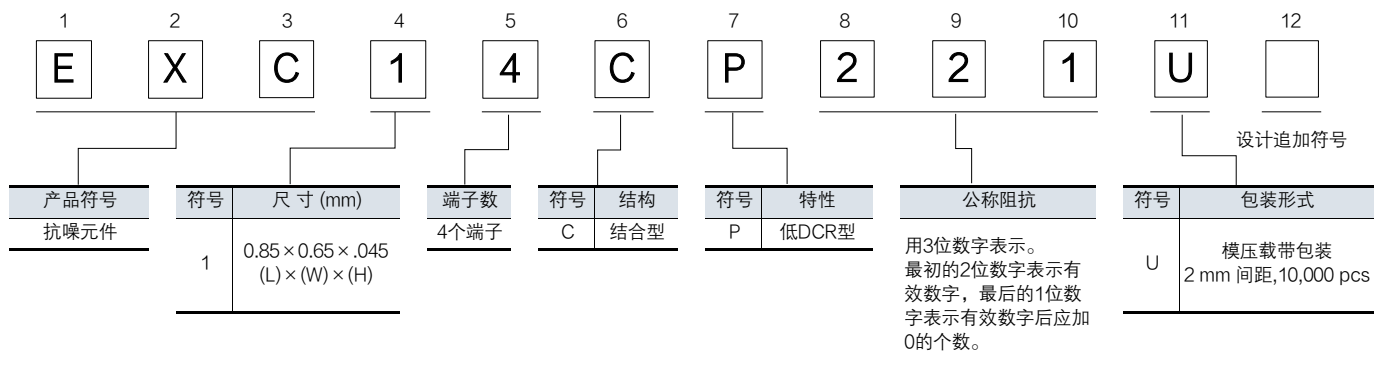 1 2 3 4 5 6 7 8 9 10 11 12
E X C 1 4 C P 2 2 1 U
设计追加符号
产品符号
抗噪元件
符号 尺 寸 (mm)
1 0.85×0.65×.045
(L)×(W)×(H)
端子数
4个端子
符号 结构
C 结合型
符号 特性
P 低DCR型
公称阻抗
用3位数字表示。
最初的2位数字表示有
效数字，最后的1位数
字表示有效数字后应加
0的个数。
符号 包装形式
U 模压载带包装
2 mm 间距,10,000 pcs